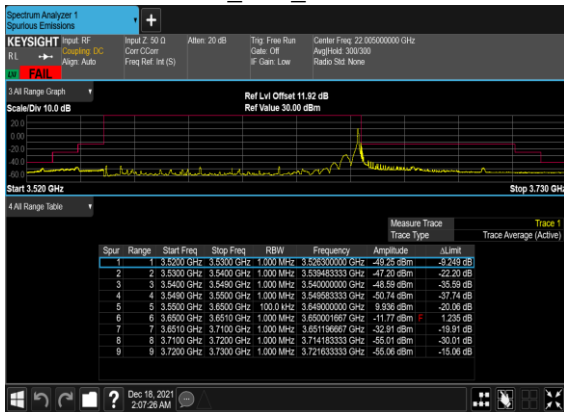 Spectrum Analyzer 1
Spurious Emissions
KEYSIGHT Input: RF Input Z: 50 Ω Atten: 20 dB Trig: Free Run Center Freq: 22.005000000 GHz
RL Coupling: DC Corr CCorr Gate: Off Avg|Hold: 300/300
Align: Auto Freq Ref: Int (S) IF Gain: Low Radio Std: None
FAIL
3 All Range Graph Ref Lvl Offset 11.92 dB
Scale/Div 10.0 dB Ref Value 30.00 dBm
20.0
0.00
-20.0
-40.0
-60.0
Start 3.520 GHz Stop 3.730 GHz
4 All Range Table
Measure Trace Trace 1
Trace Type Trace Average (Active)
Spur Range Start Freq Stop Freq RBW Frequency Amplitude ΔLimit
1 1 3.5200 GHz 3.5300 GHz 1.000 MHz 3.526300000 GHz -49.25 dBm -9.249 dB
2 2 3.5300 GHz 3.5400 GHz 1.000 MHz 3.539483333 GHz -47.20 dBm -22.20 dB
3 3 3.5400 GHz 3.5490 GHz 1.000 MHz 3.540000000 GHz -48.59 dBm -35.59 dB
4 4 3.5490 GHz 3.5500 GHz 1.000 MHz 3.549583333 GHz -50.74 dBm -37.74 dB
5 5 3.5500 GHz 3.6500 GHz 100.0 kHz 3.649000000 GHz 9.936 dBm -20.06 dB
6 6 3.6500 GHz 3.6510 GHz 1.000 MHz 3.650001667 GHz -11.77 dBm F 1.235 dB
7 7 3.6510 GHz 3.7100 GHz 1.000 MHz 3.651196667 GHz -32.91 dBm -19.91 dB
8 8 3.7100 GHz 3.7200 GHz 1.000 MHz 3.714183333 GHz -55.01 dBm -30.01 dB
9 9 3.7200 GHz 3.7300 GHz 1.000 MHz 3.721633333 GHz -55.06 dBm -15.06 dB
? Dec 18, 2021
2:07:26 AM